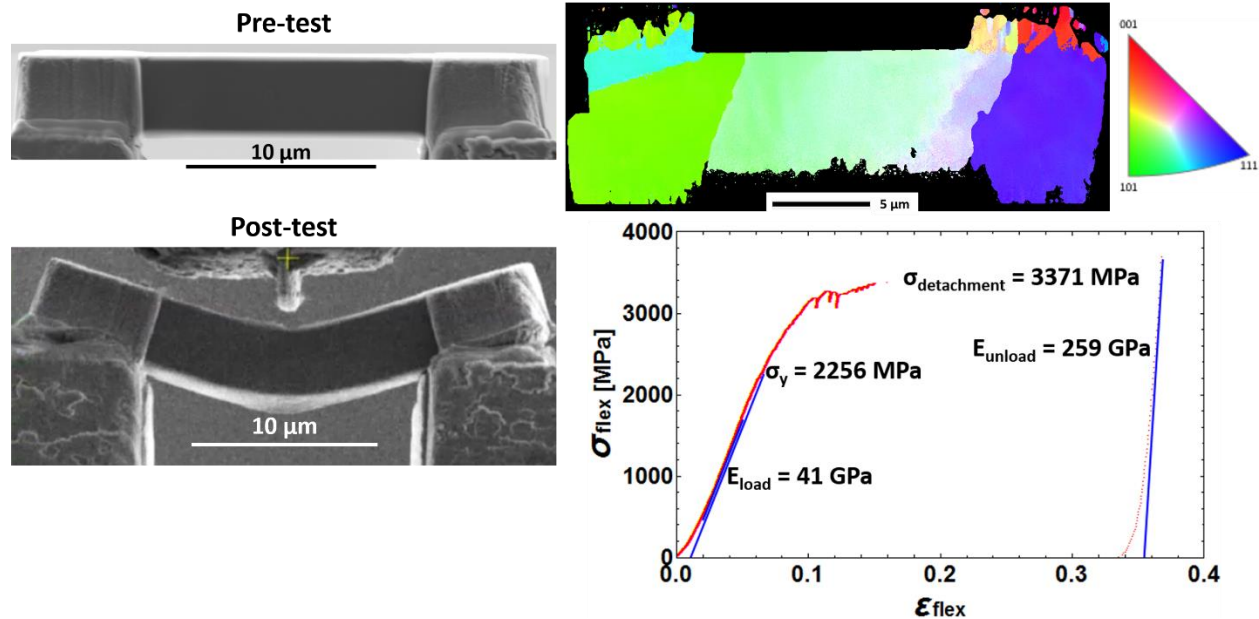 Pre-test
10 µm
001
101
111
5 µm
Post-test
10 µm
4000
3000
2000
1000
0
σflex [MPa]
σdetachment = 3371 MPa
Eunload = 259 GPa
σy = 2256 MPa
Eload = 41 GPa
0.0 0.1 0.2 0.3 0.4
εflex